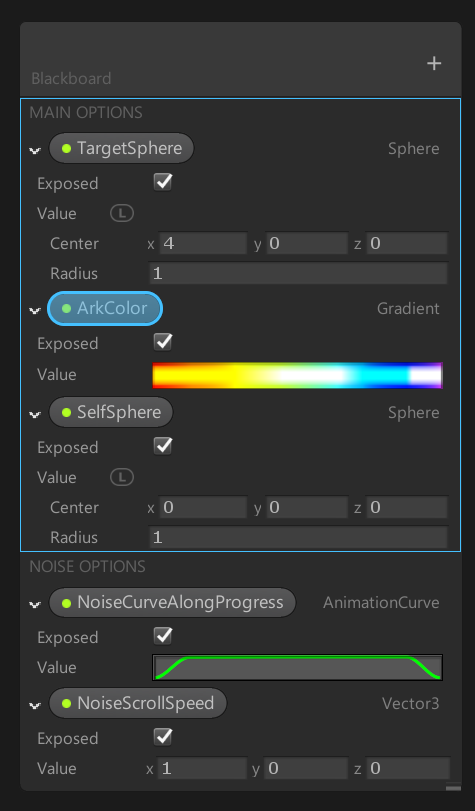 Blackboard
+
MAIN OPTIONS
TargetSphere Sphere
Exposed
Value L
Center x 4 y 0 z 0
Radius 1
ArkColor Gradient
Exposed
Value
SelfSphere Sphere
Exposed
Value L
Center x 0 y 0 z 0
Radius 1
NOISE OPTIONS
NoiseCurveAlongProgress AnimationCurve
Exposed
Value
NoiseScrollSpeed Vector3
Exposed
Value x 1 y 0 z 0